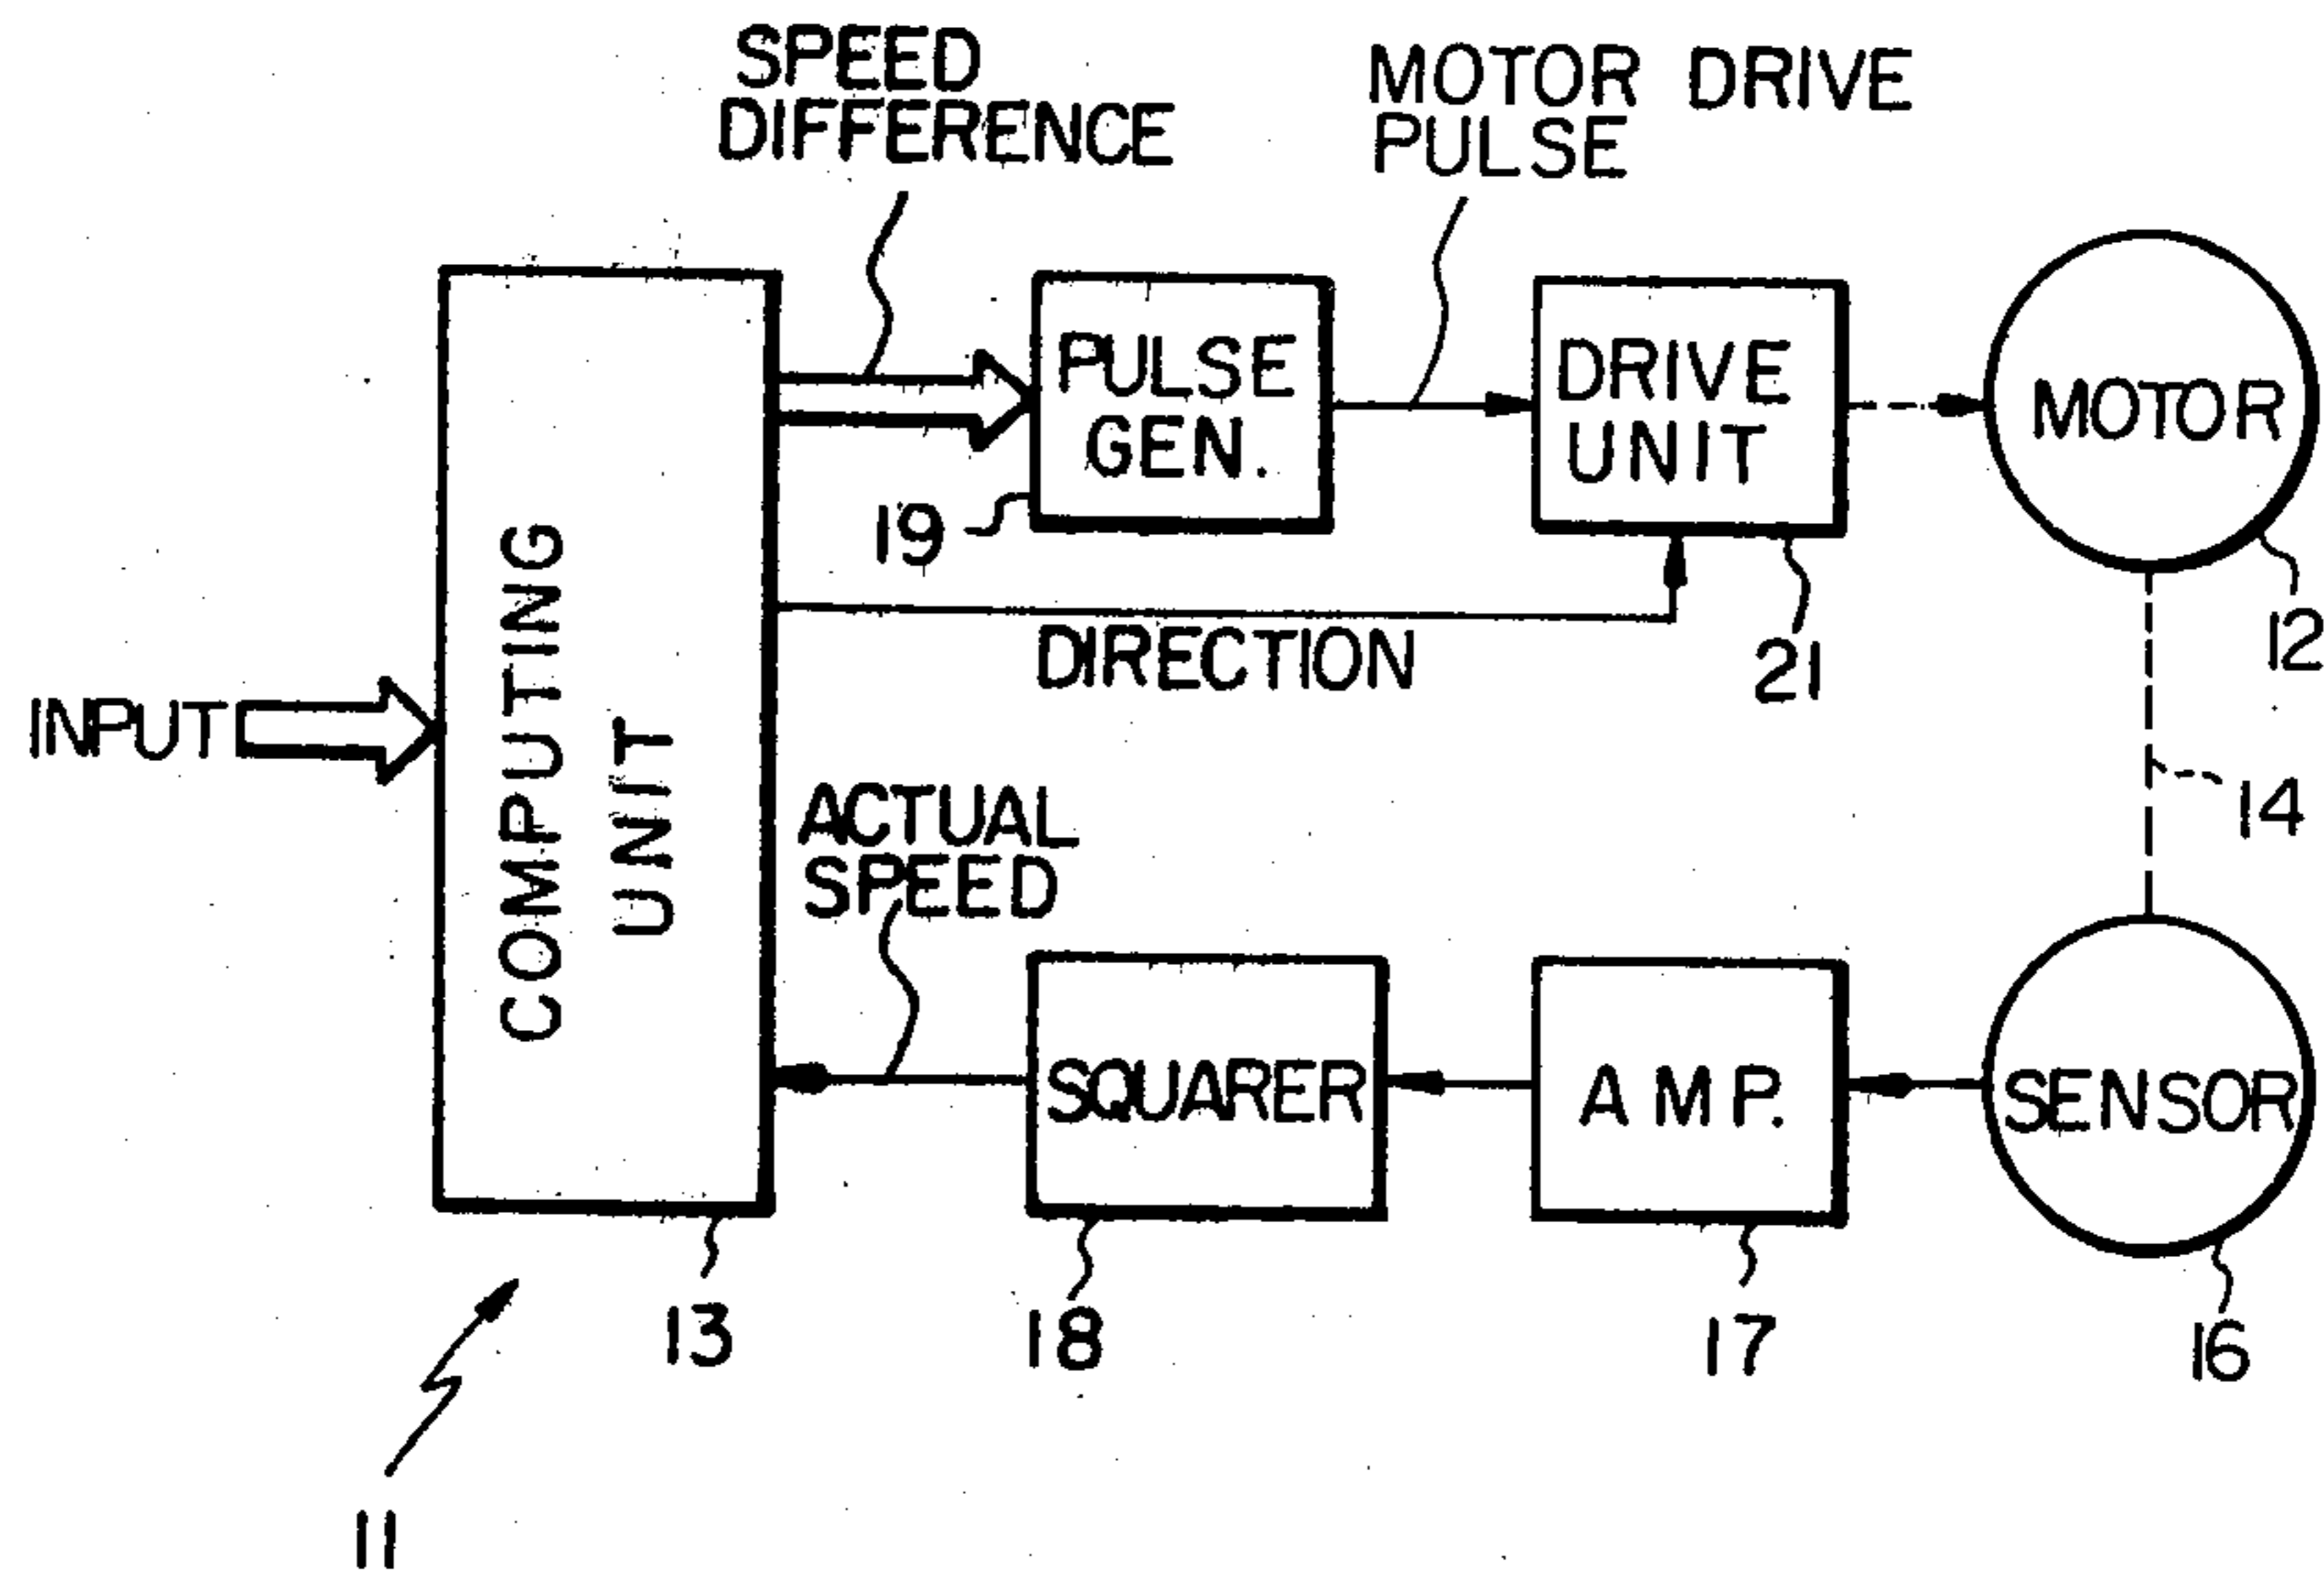 SPEED
DIFFERENCE
MOTOR DRIVE
PULSE
PULSE
GEN.
DRIVE
UNIT
MOTOR
19
DIRECTION
21
12
INPUT
COMPUTING
UNIT
14
ACTUAL
SPEED
SQUARER
AMP.
SENSOR
13
18
17
16
11